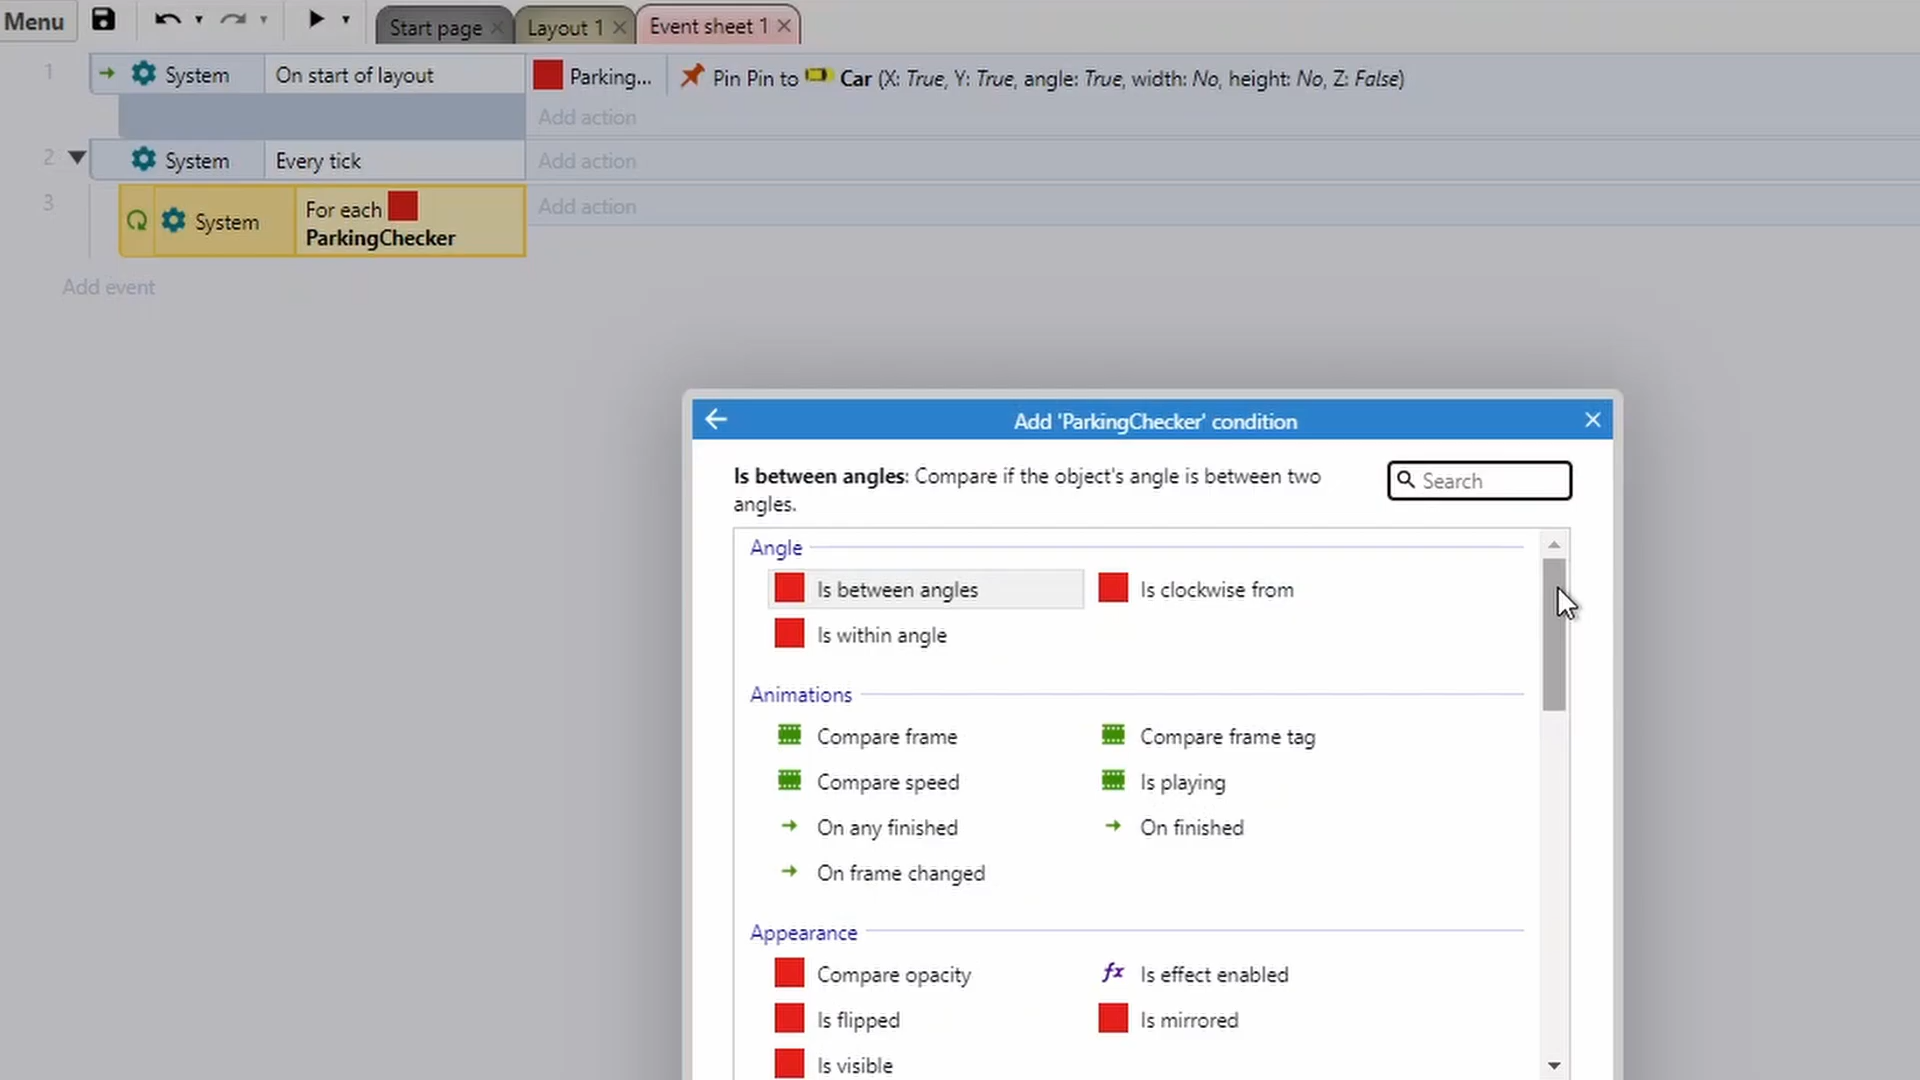 Menu
Start page
Layout 1
Event sheet 1
1
System
On start of layout
Parking...
Pin Pin to Car (X: True, Y: True, angle: True, width: No, height: No, Z: False)
Add action
2
System
Every tick
Add action
3
System
For each
ParkingChecker
Add action
Add event
Add 'ParkingChecker' condition
Is between angles: Compare if the object's angle is between two
angles.
Search
Angle
Is between angles
Is clockwise from
Is within angle
Animations
Compare frame
Compare frame tag
Compare speed
Is playing
On any finished
On finished
On frame changed
Appearance
Compare opacity
fx Is effect enabled
Is flipped
Is mirrored
Is visible